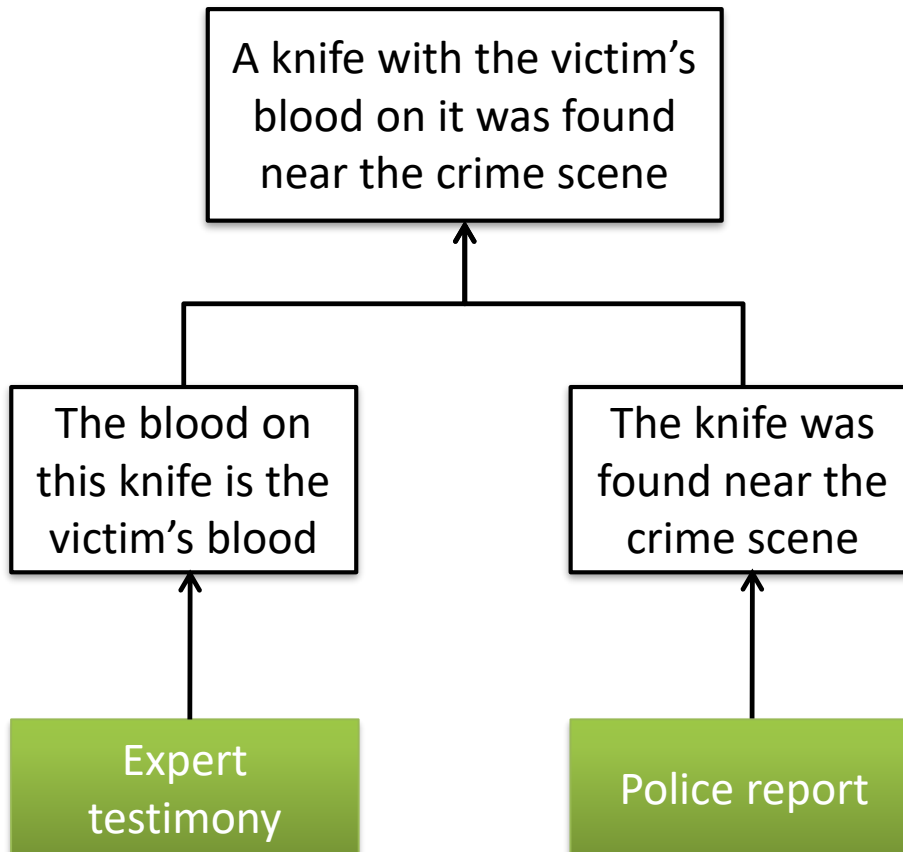 A knife with the victim’s
blood on it was found
near the crime scene
The blood on
this knife is the
victim’s blood
The knife was
found near the
crime scene
Expert
testimony
Police report